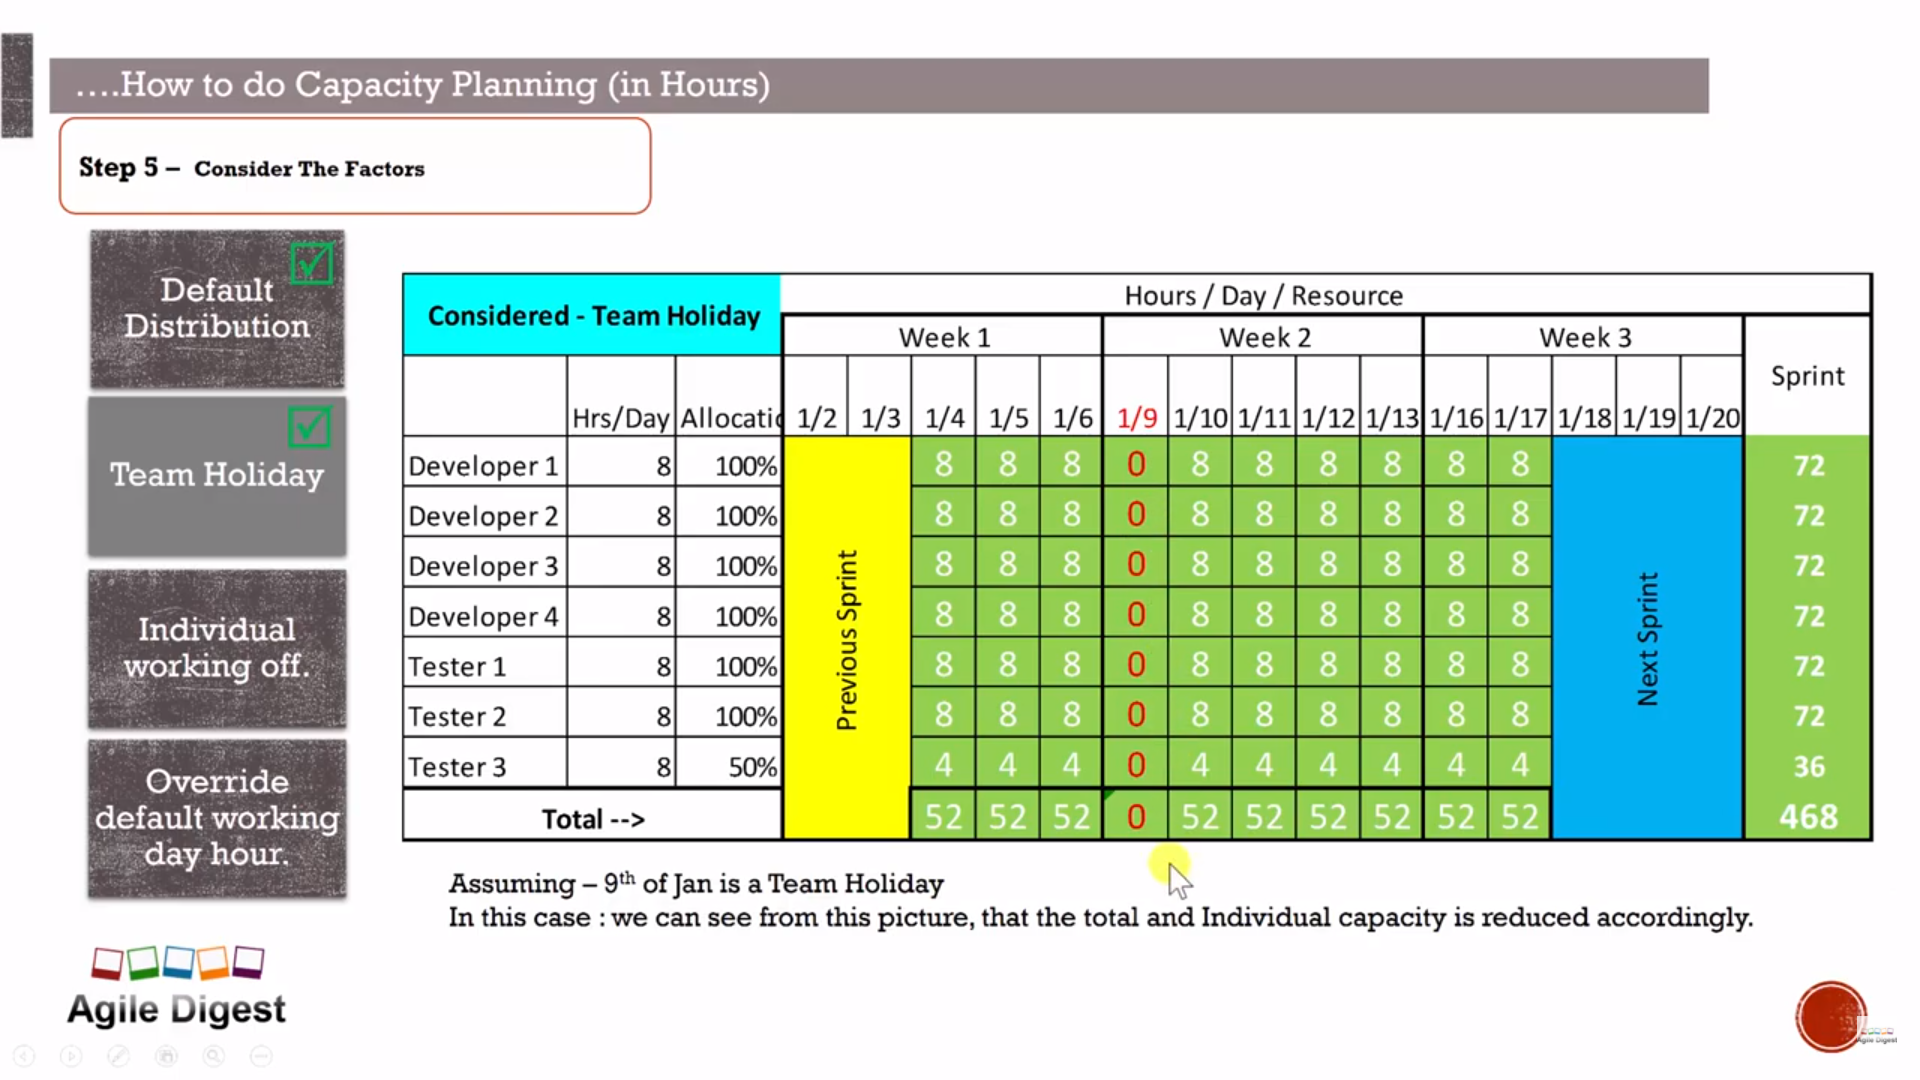 ....How to do Capacity Planning (in Hours)
Step 5 – Consider The Factors
Default
Distribution
Team Holiday
Individual
working off.
Override
default working
day hour.
Considered - Team Holiday
Hours / Day / Resource
Week 1 Week 2 Week 3
Sprint
Hrs/Day Allocatic 1/2 1/3 1/4 1/5 1/6 1/9 1/10 1/11 1/12 1/13 1/16 1/17 1/18 1/19 1/20
Developer 1 8 100% 8 8 8 0 8 8 8 8 8 8 72
Developer 2 8 100% 8 8 8 0 8 8 8 8 8 8 72
Developer 3 8 100% 8 8 8 0 8 8 8 8 8 8 72
Developer 4 8 100% 8 8 8 0 8 8 8 8 8 8 72
Tester 1 8 100% 8 8 8 0 8 8 8 8 8 8 72
Tester 2 8 100% 8 8 8 0 8 8 8 8 8 8 72
Tester 3 8 50% 4 4 4 0 4 4 4 4 4 4 36
Previous Sprint
Next Sprint
Total --> 52 52 52 0 52 52 52 52 52 52 468
Assuming – 9th of Jan is a Team Holiday
In this case : we can see from this picture, that the total and Individual capacity is reduced accordingly.
Agile Digest
Agile Digest